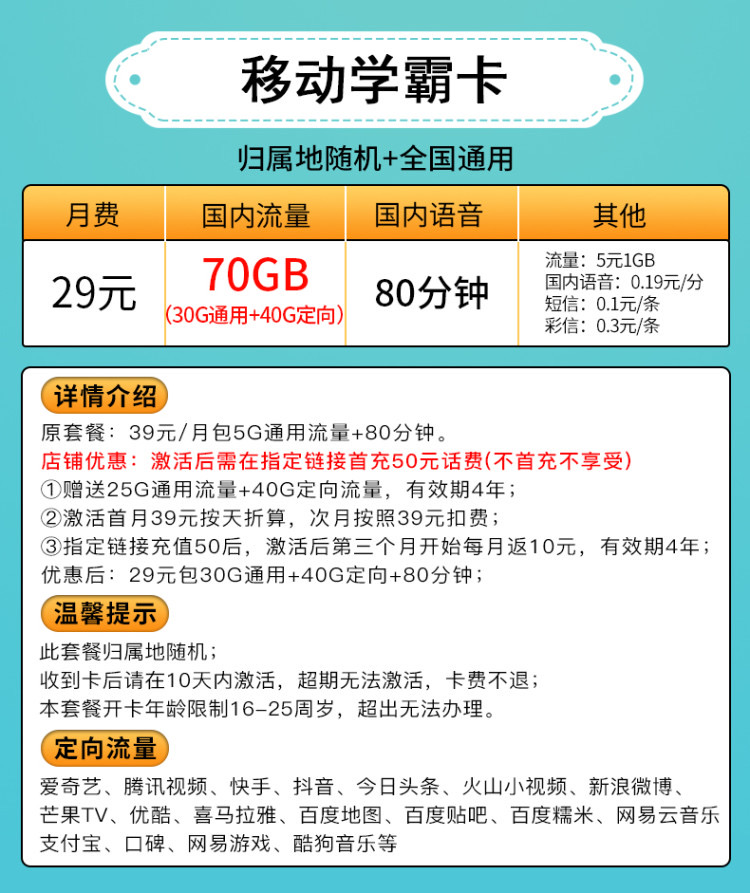 移动学霸卡
归属地随机+全国通用
月费 国内流量 国内语音 其他
29元
70GB
(30G通用+40G定向)
80分钟
流量：5元1GB
国内语音：0.19元/分
短信：0.1元/条
彩信：0.3元/条
详情介绍
原套餐：39元/月包5G通用流量+80分钟。
店铺优惠：激活后需在指定链接首充50元话费(不首充不享受)
①赠送25G通用流量+40G定向流量，有效期4年；
②激活首月39元按天折算，次月按照39元扣费；
③指定链接充值50后，激活后第三个月开始每月返10元，有效期4年；
优惠后：29元包30G通用+40G定向+80分钟；
温馨提示
此套餐归属地随机；
收到卡后请在10天内激活，超期无法激活，卡费不退；
本套餐开卡年龄限制16-25周岁，超出无法办理。
定向流量
爱奇艺、腾讯视频、快手、抖音、今日头条、火山小视频、新浪微博、
芒果TV、优酷、喜马拉雅、百度地图、百度贴吧、百度糯米、网易云音乐
支付宝、口碑、网易游戏、酷狗音乐等